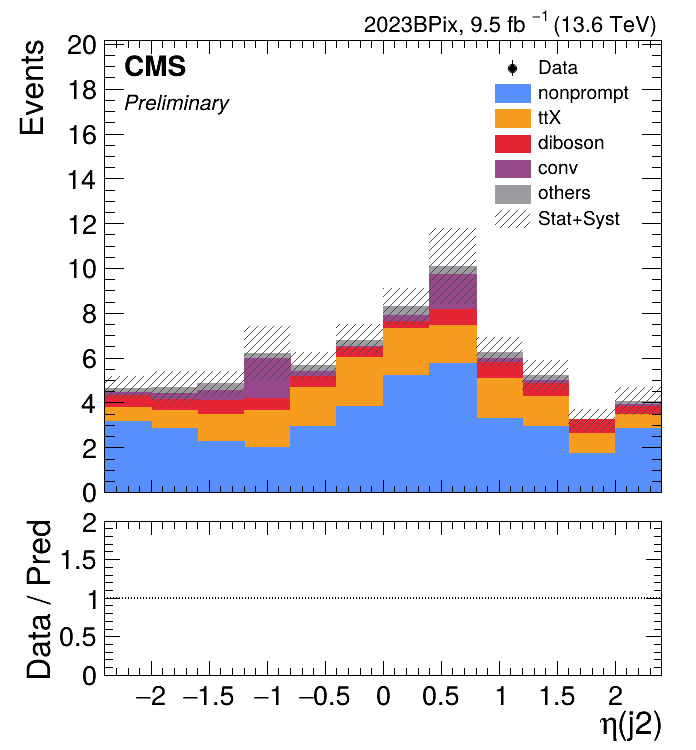 2023BPix, 9.5 fb⁻¹ (13.6 TeV)
CMS
Preliminary
Events
20
18
16
14
12
10
8
6
4
2
0
Data
nonprompt
ttX
diboson
conv
others
Stat+Syst
Data / Pred
2
1.5
1
0.5
0
−2 −1.5 −1 −0.5 0 0.5 1 1.5 2
η(j2)